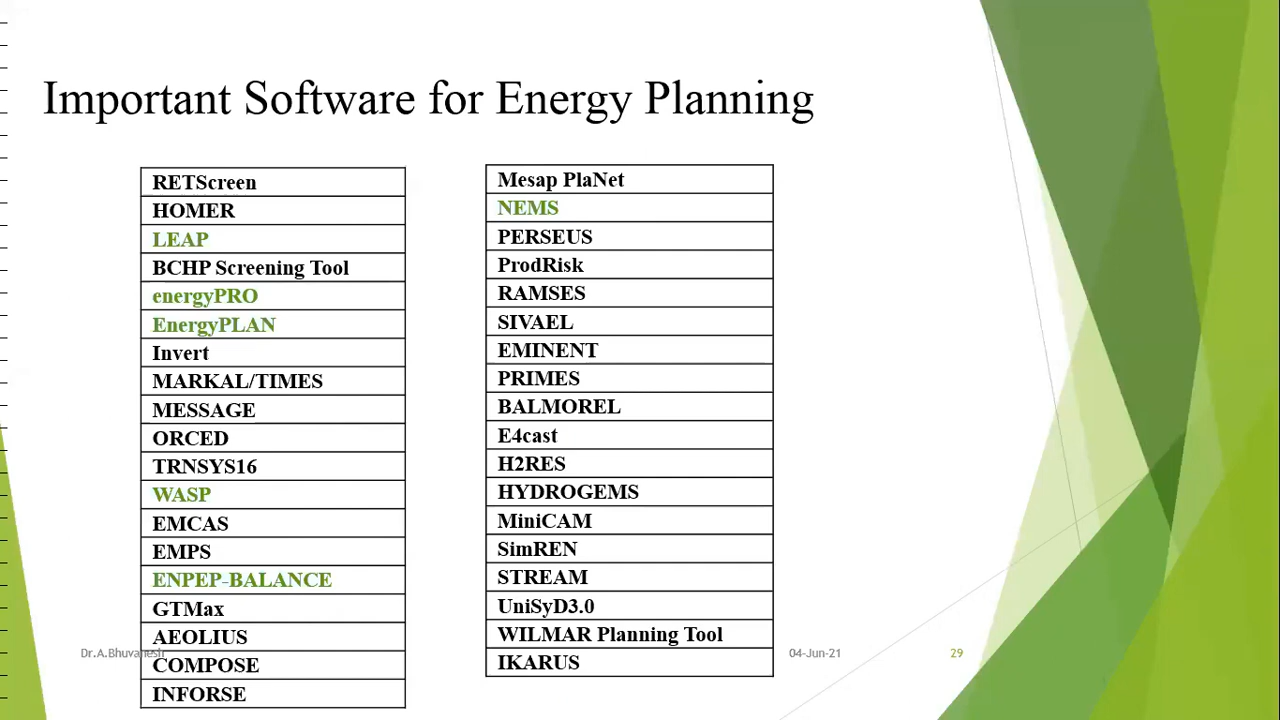 Important Software for Energy Planning
RETScreen
HOMER
LEAP
BCHP Screening Tool
energyPRO
EnergyPLAN
Invert
MARKAL/TIMES
MESSAGE
ORCED
TRNSYS16
WASP
EMCAS
EMPS
ENPEP-BALANCE
GTMax
AEOLIUS
COMPOSE
INFORSE
Mesap PlaNet
NEMS
PERSEUS
ProdRisk
RAMSES
SIVAEL
EMINENT
PRIMES
BALMOREL
E4cast
H2RES
HYDROGEMS
MiniCAM
SimREN
STREAM
UniSyD3.0
WILMAR Planning Tool
IKARUS
Dr.A.Bhuvanesh
04-Jun-21
29